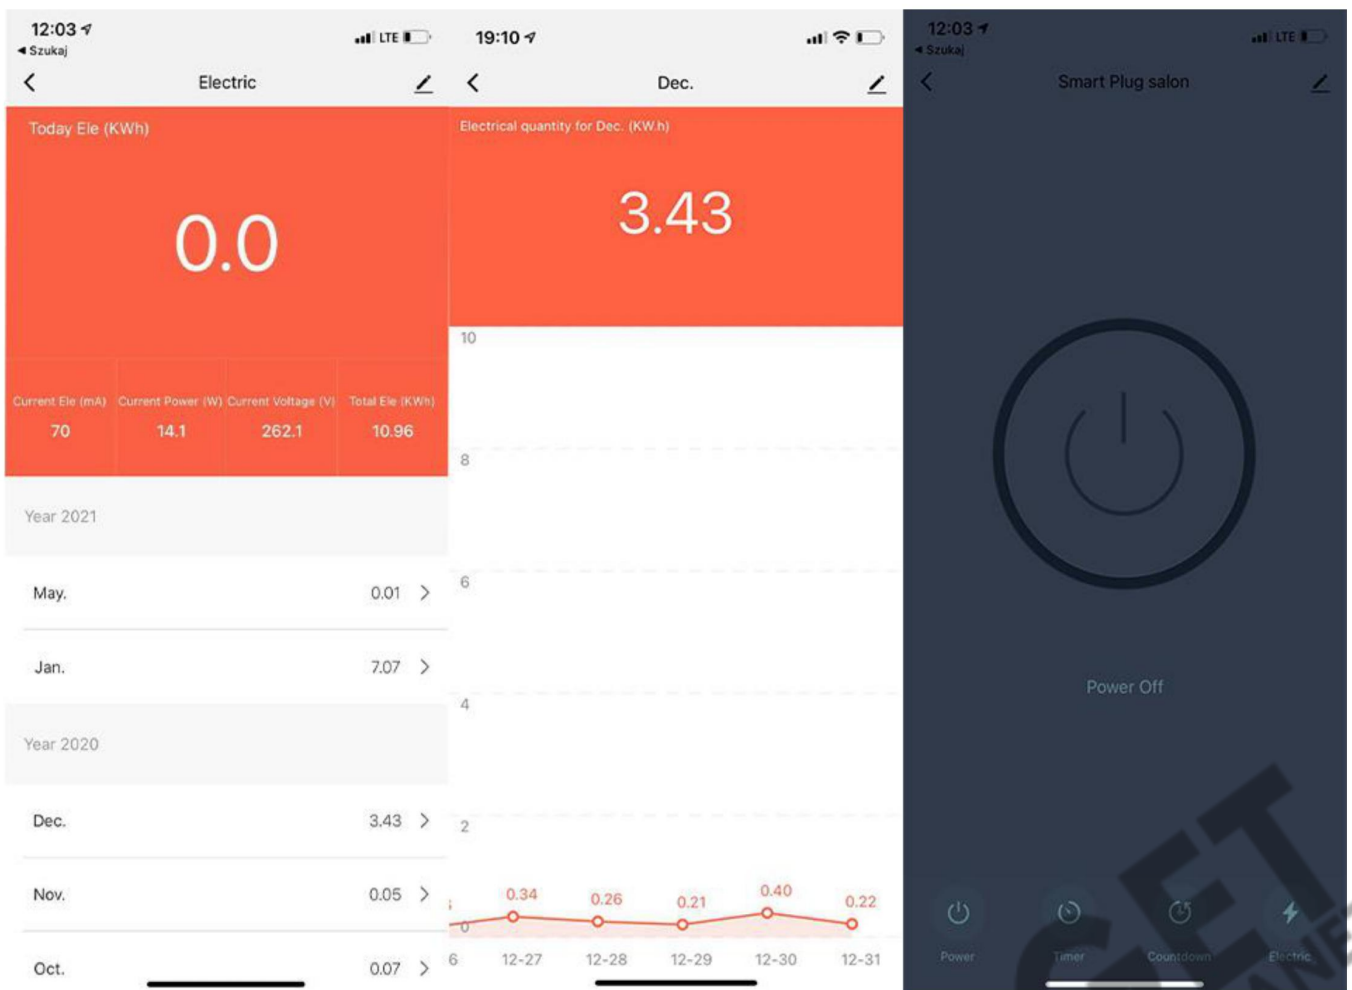 12:03
LTE
◀ Szukaj
Electric
Today Ele (KWh)
0.0
Current Ele (mA) Current Power (W) Current Voltage (V) Total Ele (KWh)
70 14.1 262.1 10.96
Year 2021
May. 0.01
Jan. 7.07
Year 2020
Dec. 3.43
Nov. 0.05
Oct. 0.07
19:10
Dec.
Electrical quantity for Dec. (KW.h)
3.43
10
8
6
4
2
0
0.34 0.26 0.21 0.40 0.22
6 12-27 12-28 12-29 12-30 12-31
12:03
LTE
◀ Szukaj
Smart Plug salon
Power Off
Power Timer Countdown Electric